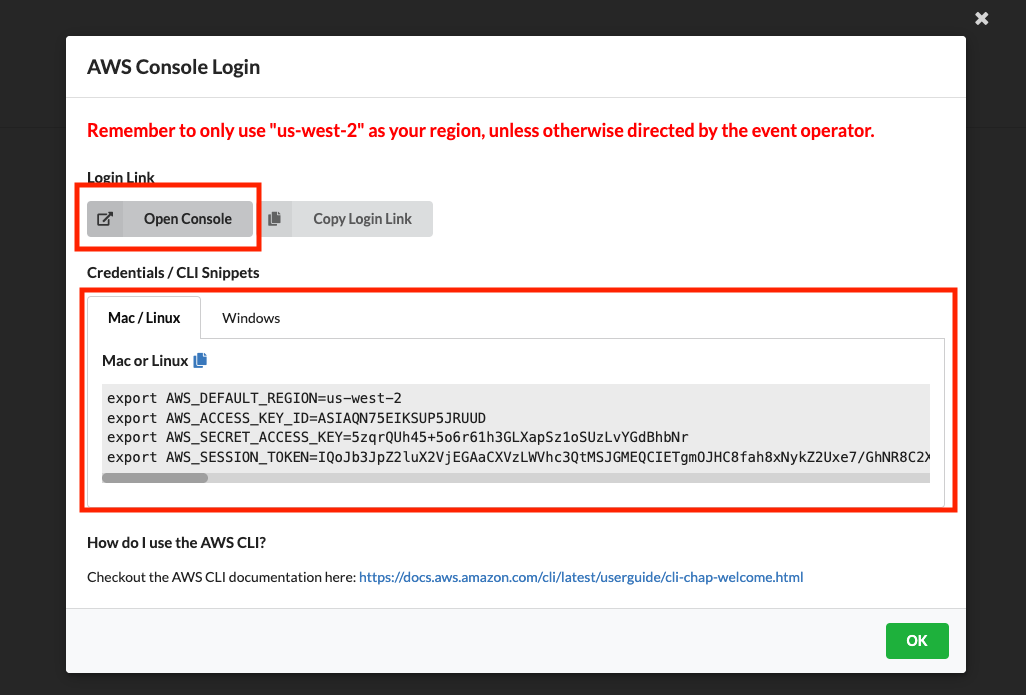 AWS Console Login
Remember to only use "us-west-2" as your region, unless otherwise directed by the event operator.
Login Link
Open Console
Copy Login Link
Credentials / CLI Snippets
Mac / Linux
Windows
Mac or Linux
export AWS_DEFAULT_REGION=us-west-2
export AWS_ACCESS_KEY_ID=ASIAQN75EIKSUP5JRUUD
export AWS_SECRET_ACCESS_KEY=5zqrQUh45+5o6r61h3GLXapSz1oSUzLvYGdBhbNr
export AWS_SESSION_TOKEN=IQoJb3JpZ2luX2VjEGAaCXVzLWVhc3QtMSJGMEQCIETgmOJHC8fah8xNykZ2Uxe7/GhNR8C2X
How do I use the AWS CLI?
Checkout the AWS CLI documentation here: https://docs.aws.amazon.com/cli/latest/userguide/cli-chap-welcome.html
OK